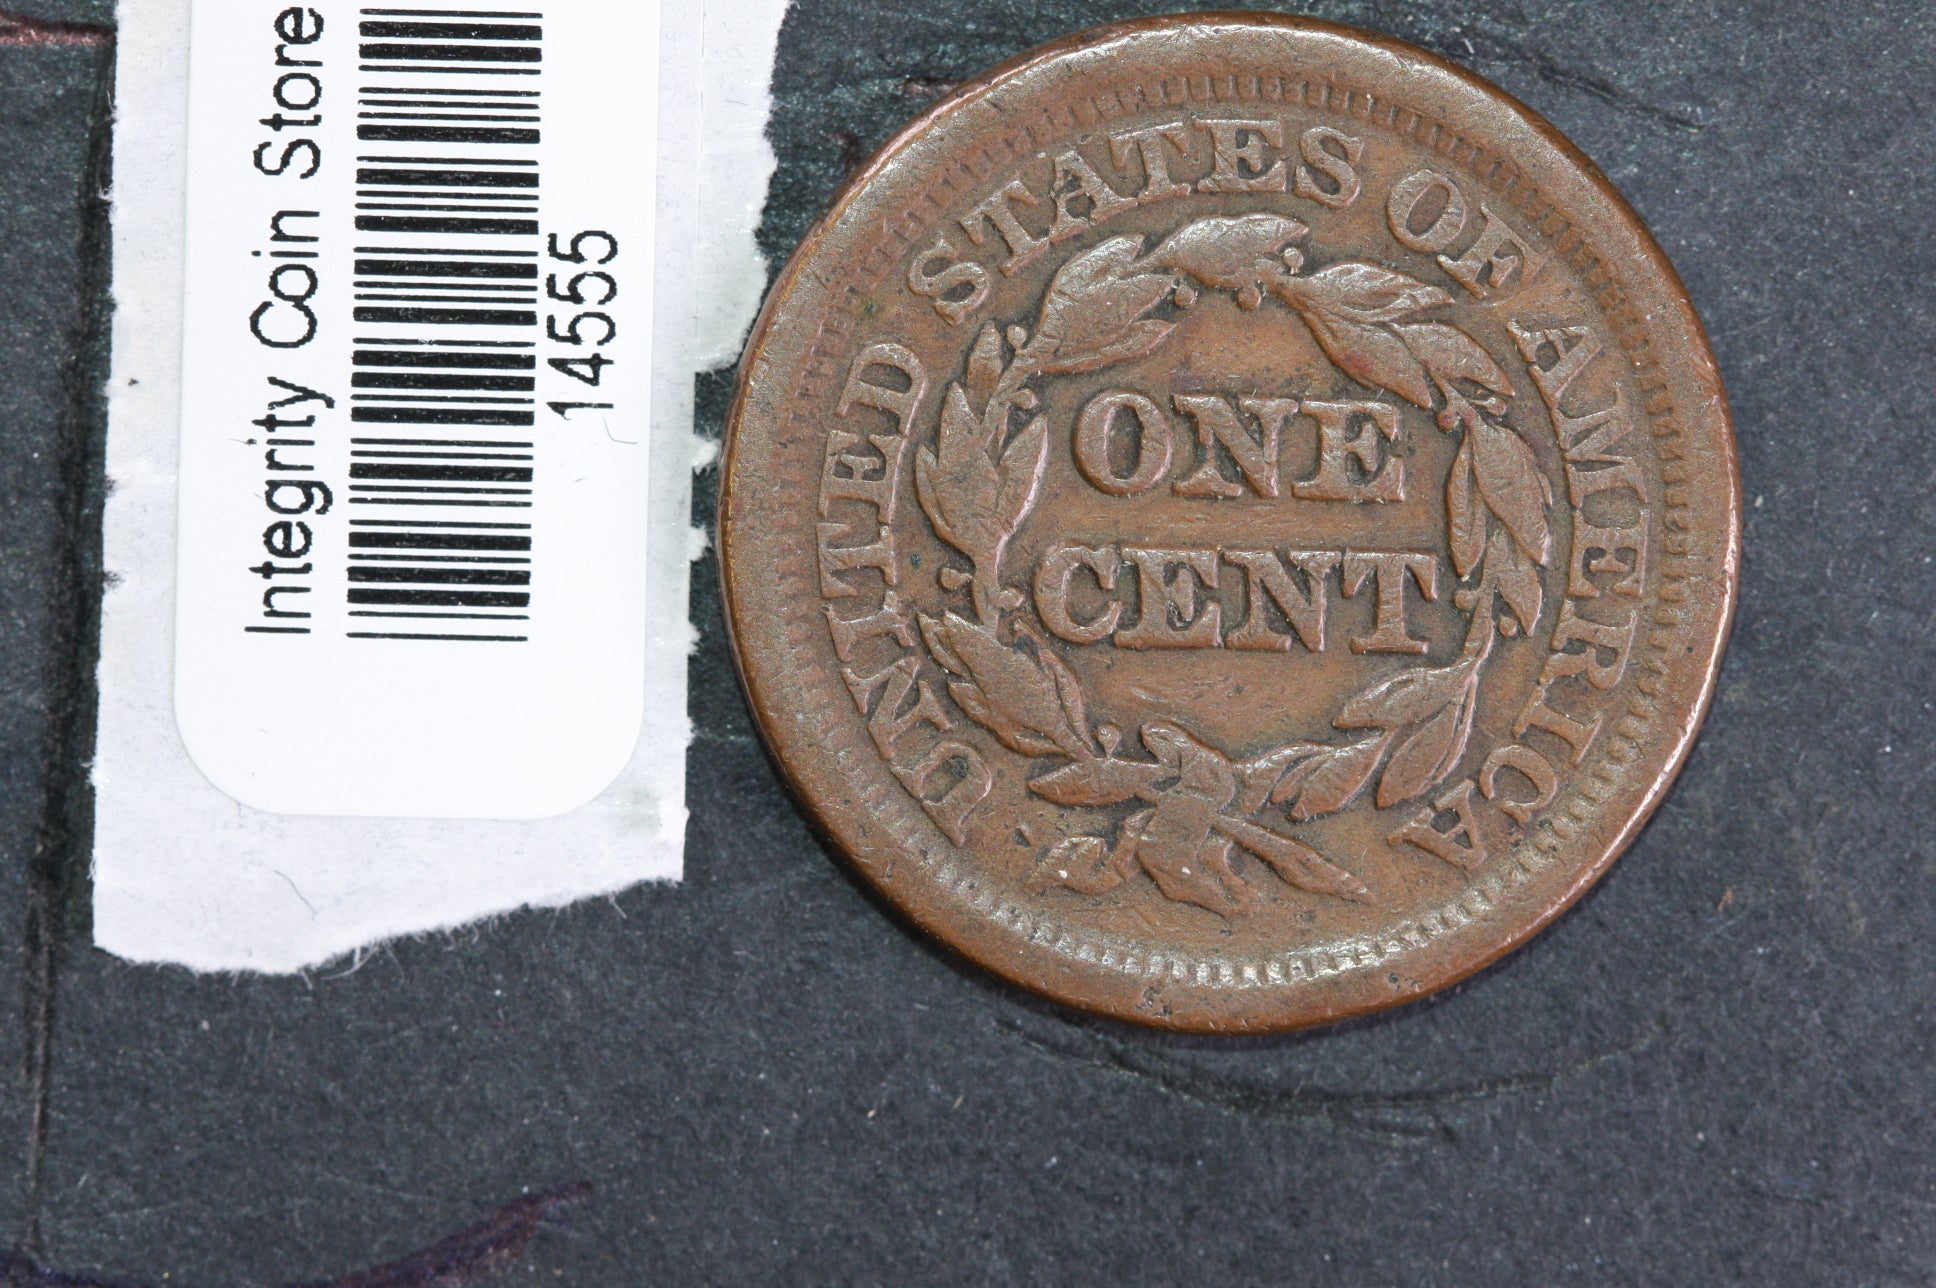 Integrity Coin Store
14555
UNITED STATES OF AMERICA
ONE
CENT